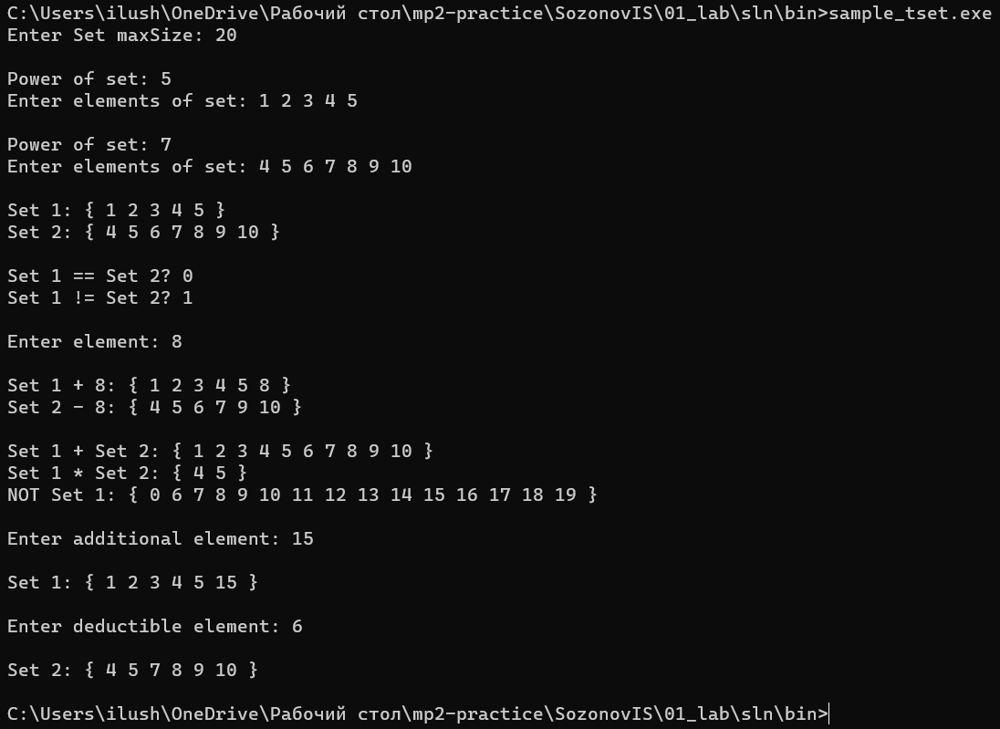 C:\Users\ilush\OneDrive\Рабочий стол\mp2-practice\SozonovIS\01_lab\sln\bin>sample_tset.exe
Enter Set maxSize: 20
Power of set: 5
Enter elements of set: 1 2 3 4 5
Power of set: 7
Enter elements of set: 4 5 6 7 8 9 10
Set 1: { 1 2 3 4 5 }
Set 2: { 4 5 6 7 8 9 10 }
Set 1 == Set 2? 0
Set 1 != Set 2? 1
Enter element: 8
Set 1 + 8: { 1 2 3 4 5 8 }
Set 2 - 8: { 4 5 6 7 9 10 }
Set 1 + Set 2: { 1 2 3 4 5 6 7 8 9 10 }
Set 1 * Set 2: { 4 5 }
NOT Set 1: { 0 6 7 8 9 10 11 12 13 14 15 16 17 18 19 }
Enter additional element: 15
Set 1: { 1 2 3 4 5 15 }
Enter deductible element: 6
Set 2: { 4 5 7 8 9 10 }
C:\Users\ilush\OneDrive\Рабочий стол\mp2-practice\SozonovIS\01_lab\sln\bin>